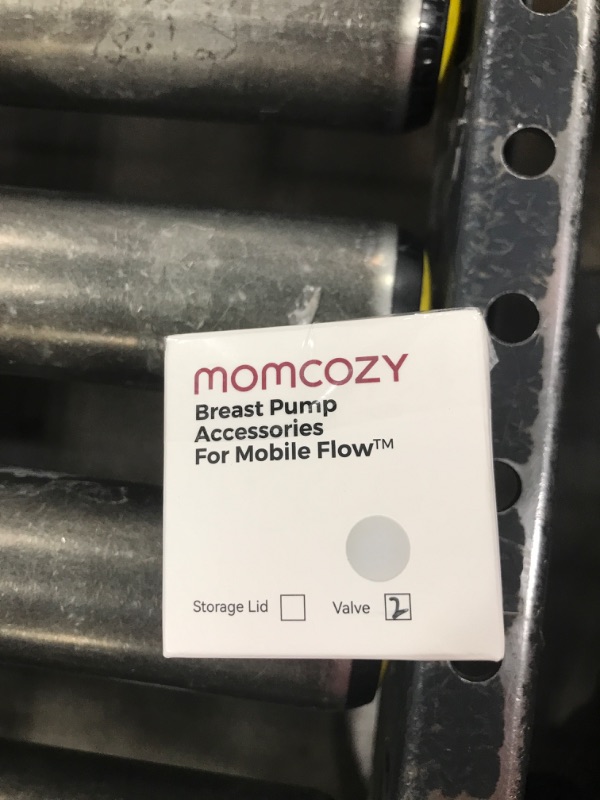 momcozy
Breast Pump
Accessories
For Mobile Flow™
Storage Lid Valve 2